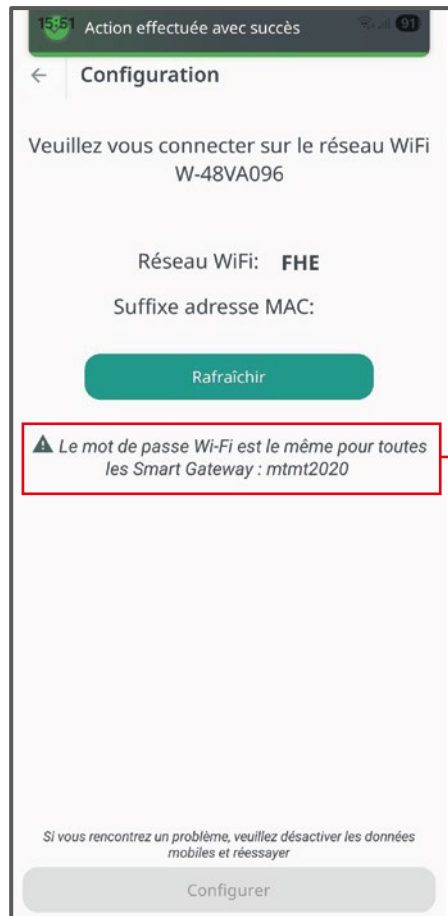 15:51 Action effectuée avec succès 91
Configuration
Veuillez vous connecter sur le réseau WiFi
W-48VA096
Réseau WiFi: FHE
Suffixe adresse MAC:
Rafraîchir
Le mot de passe Wi-Fi est le même pour toutes
les Smart Gateway : mtmt2020
Si vous rencontrez un problème, veuillez désactiver les données
mobiles et réessayer
Configurer